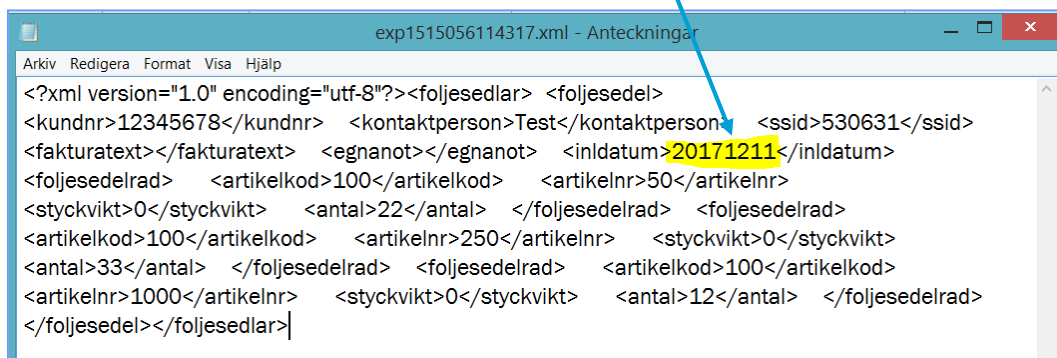 exp1515056114317.xml - Anteckningar
Arkiv Redigera Format Visa Hjälp
<?xml version="1.0" encoding="utf-8"?><foljesedlar> <foljesedel>
<kundnr>12345678</kundnr> <kontaktperson>Test</kontaktperson> <ssid>530631</ssid>
<fakturatext></fakturatext> <egnanot></egnanot> <inldatum>20171211</inldatum>
<foljesedelrad> <artikelkod>100</artikelkod> <artikelnr>50</artikelnr>
<styckvikt>0</styckvikt> <antal>22</antal> </foljesedelrad> <foljesedelrad>
<artikelkod>100</artikelkod> <artikelnr>250</artikelnr> <styckvikt>0</styckvikt>
<antal>33</antal> </foljesedelrad> <foljesedelrad> <artikelkod>100</artikelkod>
<artikelnr>1000</artikelnr> <styckvikt>0</styckvikt> <antal>12</antal> </foljesedelrad>
</foljesedel></foljesedlar>